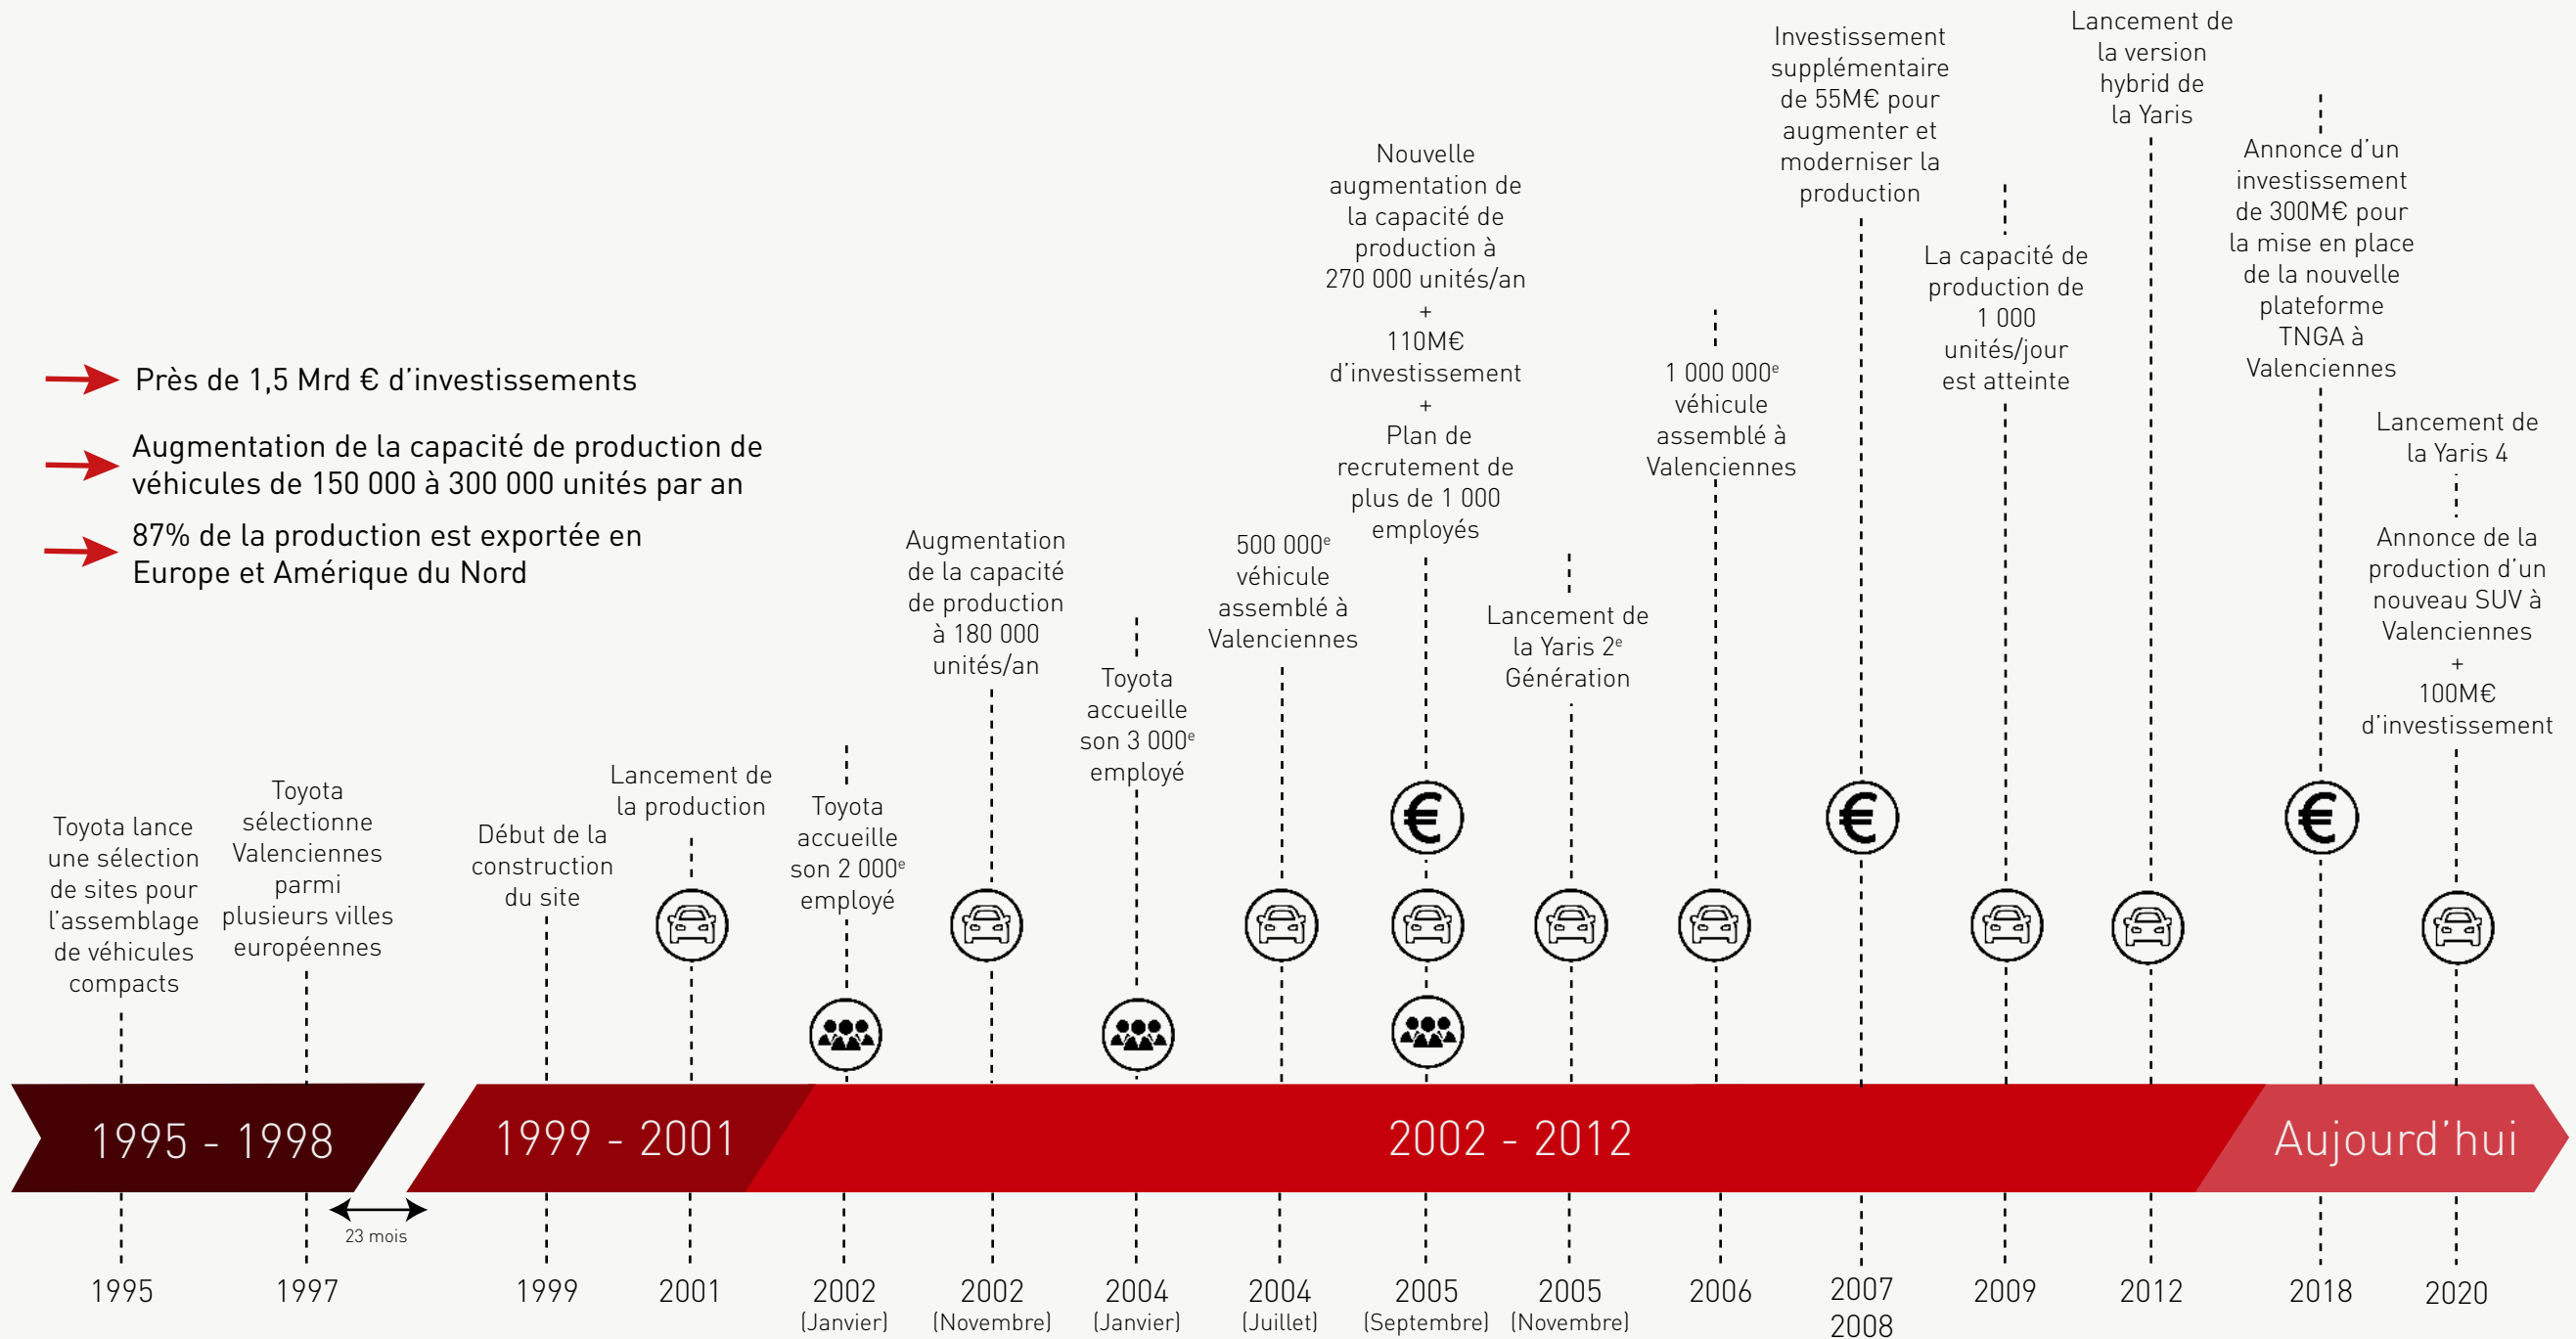 Près de 1,5 Mrd € d'investissements
Augmentation de la capacité de production de
véhicules de 150 000 à 300 000 unités par an
87% de la production est exportée en
Europe et Amérique du Nord
Toyota lance
une sélection
de sites pour
l'assemblage
de véhicules
compacts
Toyota
sélectionne
Valenciennes
parmi
plusieurs villes
européennes
Début de la
construction
du site
Lancement de
la production
Toyota
accueille
son 2 000e
employé
Augmentation
de la capacité
de production
à 180 000
unités/an
Toyota
accueille
son 3 000e
employé
500 000e
véhicule
assemblé à
Valenciennes
Nouvelle
augmentation de
la capacité de
production à
270 000 unités/an
+
110M€
d'investissement
+
Plan de
recrutement de
plus de 1 000
employés
Lancement de
la Yaris 2e
Génération
1 000 000e
véhicule
assemblé à
Valenciennes
Investissement
supplémentaire
de 55M€ pour
augmenter et
moderniser la
production
La capacité de
production de
1 000
unités/jour
est atteinte
Lancement de
la version
hybrid de
la Yaris
Annonce d'un
investissement
de 300M€ pour
la mise en place
de la nouvelle
plateforme
TNGA à
Valenciennes
Lancement de
la Yaris 4
Annonce de la
production d'un
nouveau SUV à
Valenciennes
+
100M€
d'investissement
€
€
€
1995 - 1998
1999 - 2001
2002 - 2012
Aujourd'hui
23 mois
1995
1997
1999
2001
2002
(Janvier)
2002
(Novembre)
2004
(Janvier)
2004
(Juillet)
2005
(Septembre)
2005
(Novembre)
2006
2007
2008
2009
2012
2018
2020